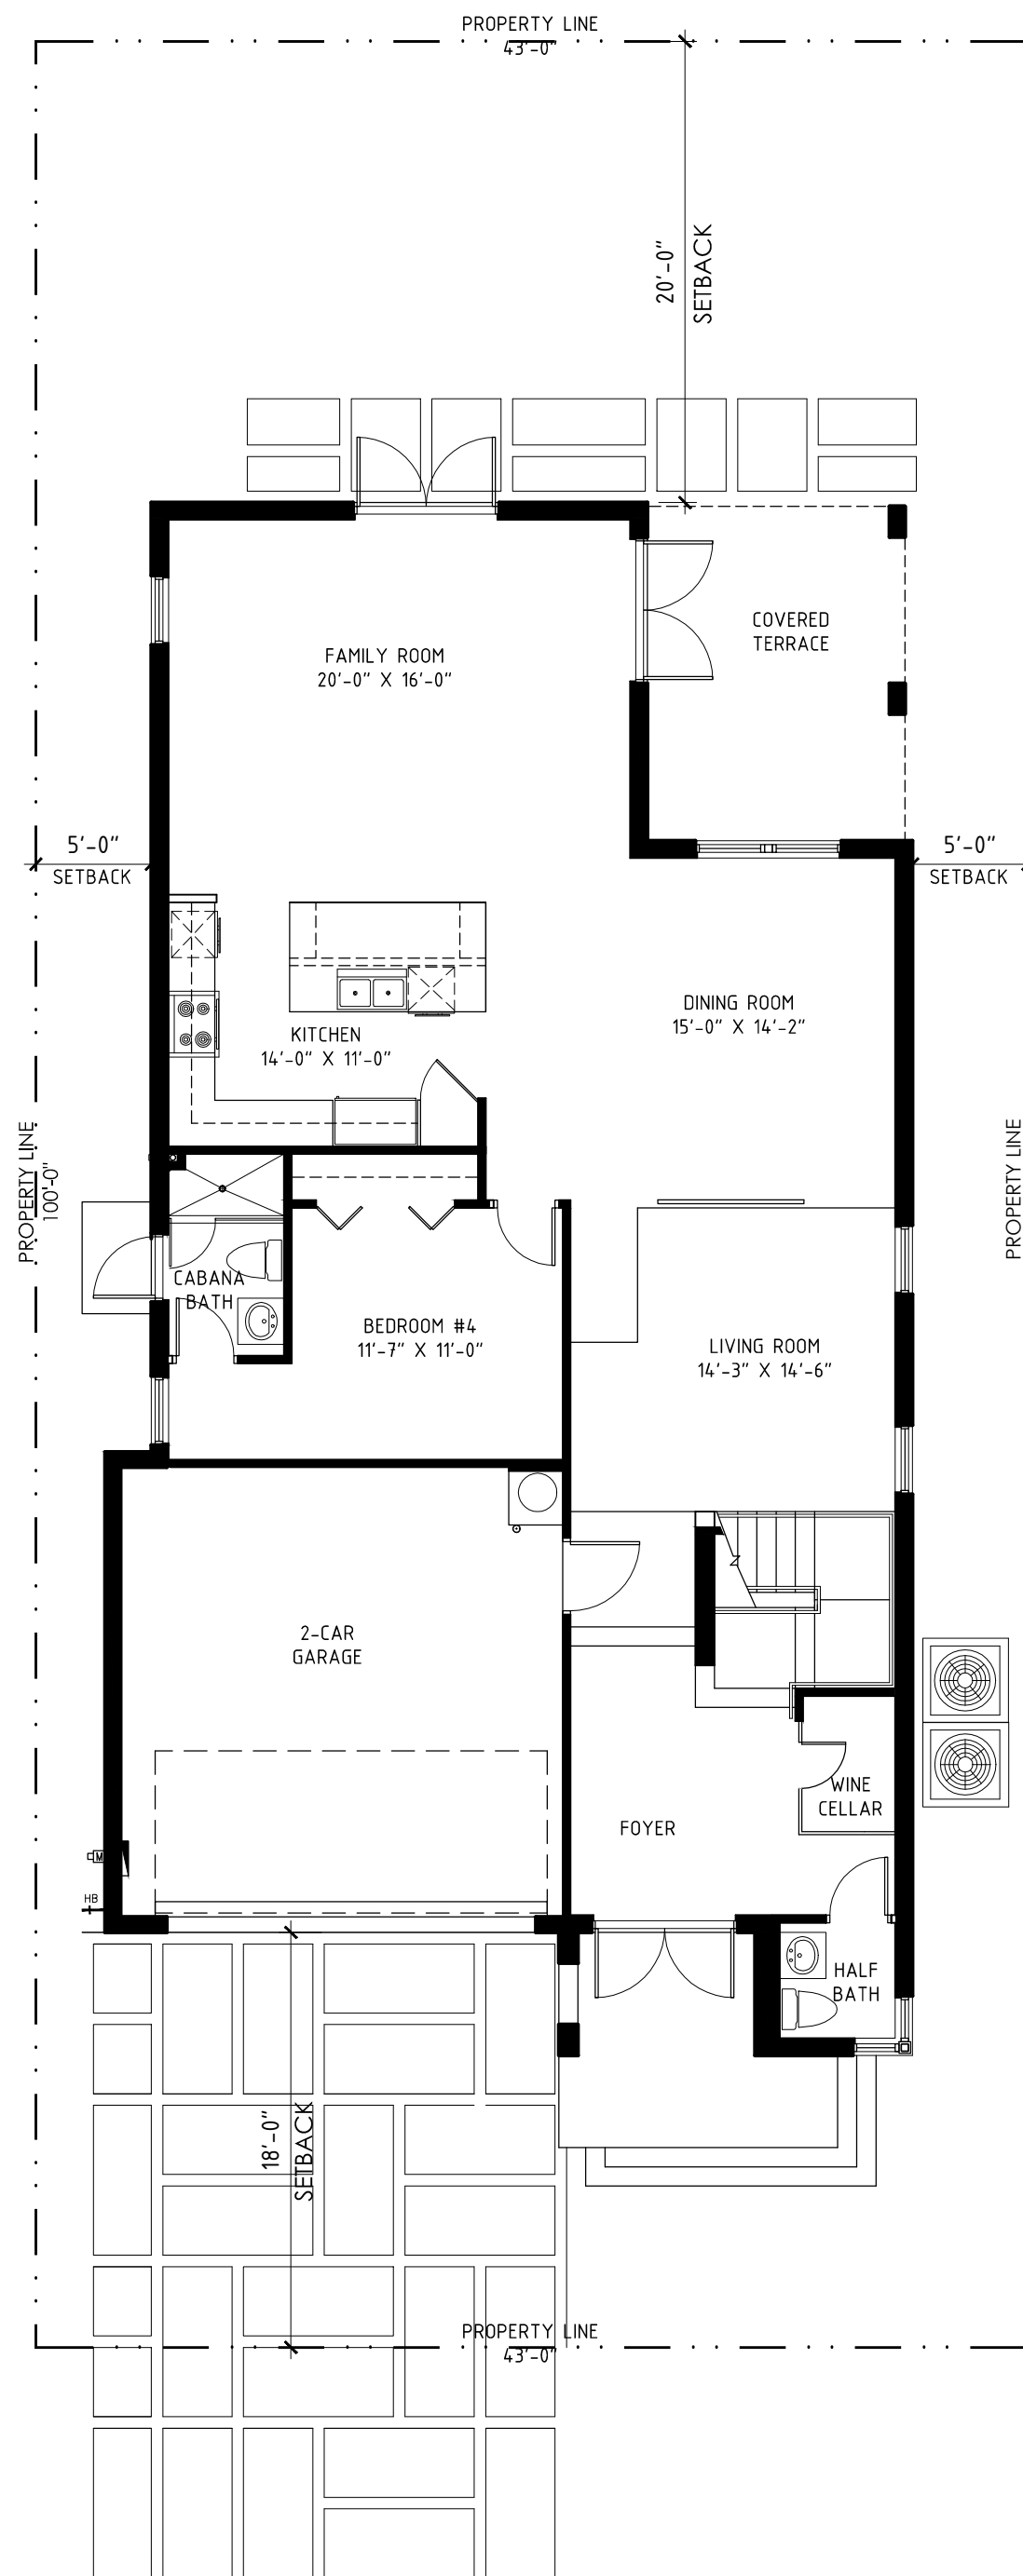 PROPERTY LINE
43'-0"
20'-0"
SETBACK
COVERED
TERRACE
FAMILY ROOM
20'-0" X 16'-0"
5'-0"
SETBACK
5'-0"
SETBACK
DINING ROOM
15'-0" X 14'-2"
KITCHEN
14'-0" X 11'-0"
PROPERTY LINE
100'-0"
PROPERTY LINE
CABANA
BATH
BEDROOM #4
11'-7" X 11'-0"
LIVING ROOM
14'-3" X 14'-6"
2-CAR
GARAGE
WINE
CELLAR
FOYER
M
HB
HALF
BATH
18'-0"
SETBACK
PROPERTY LINE
43'-0"